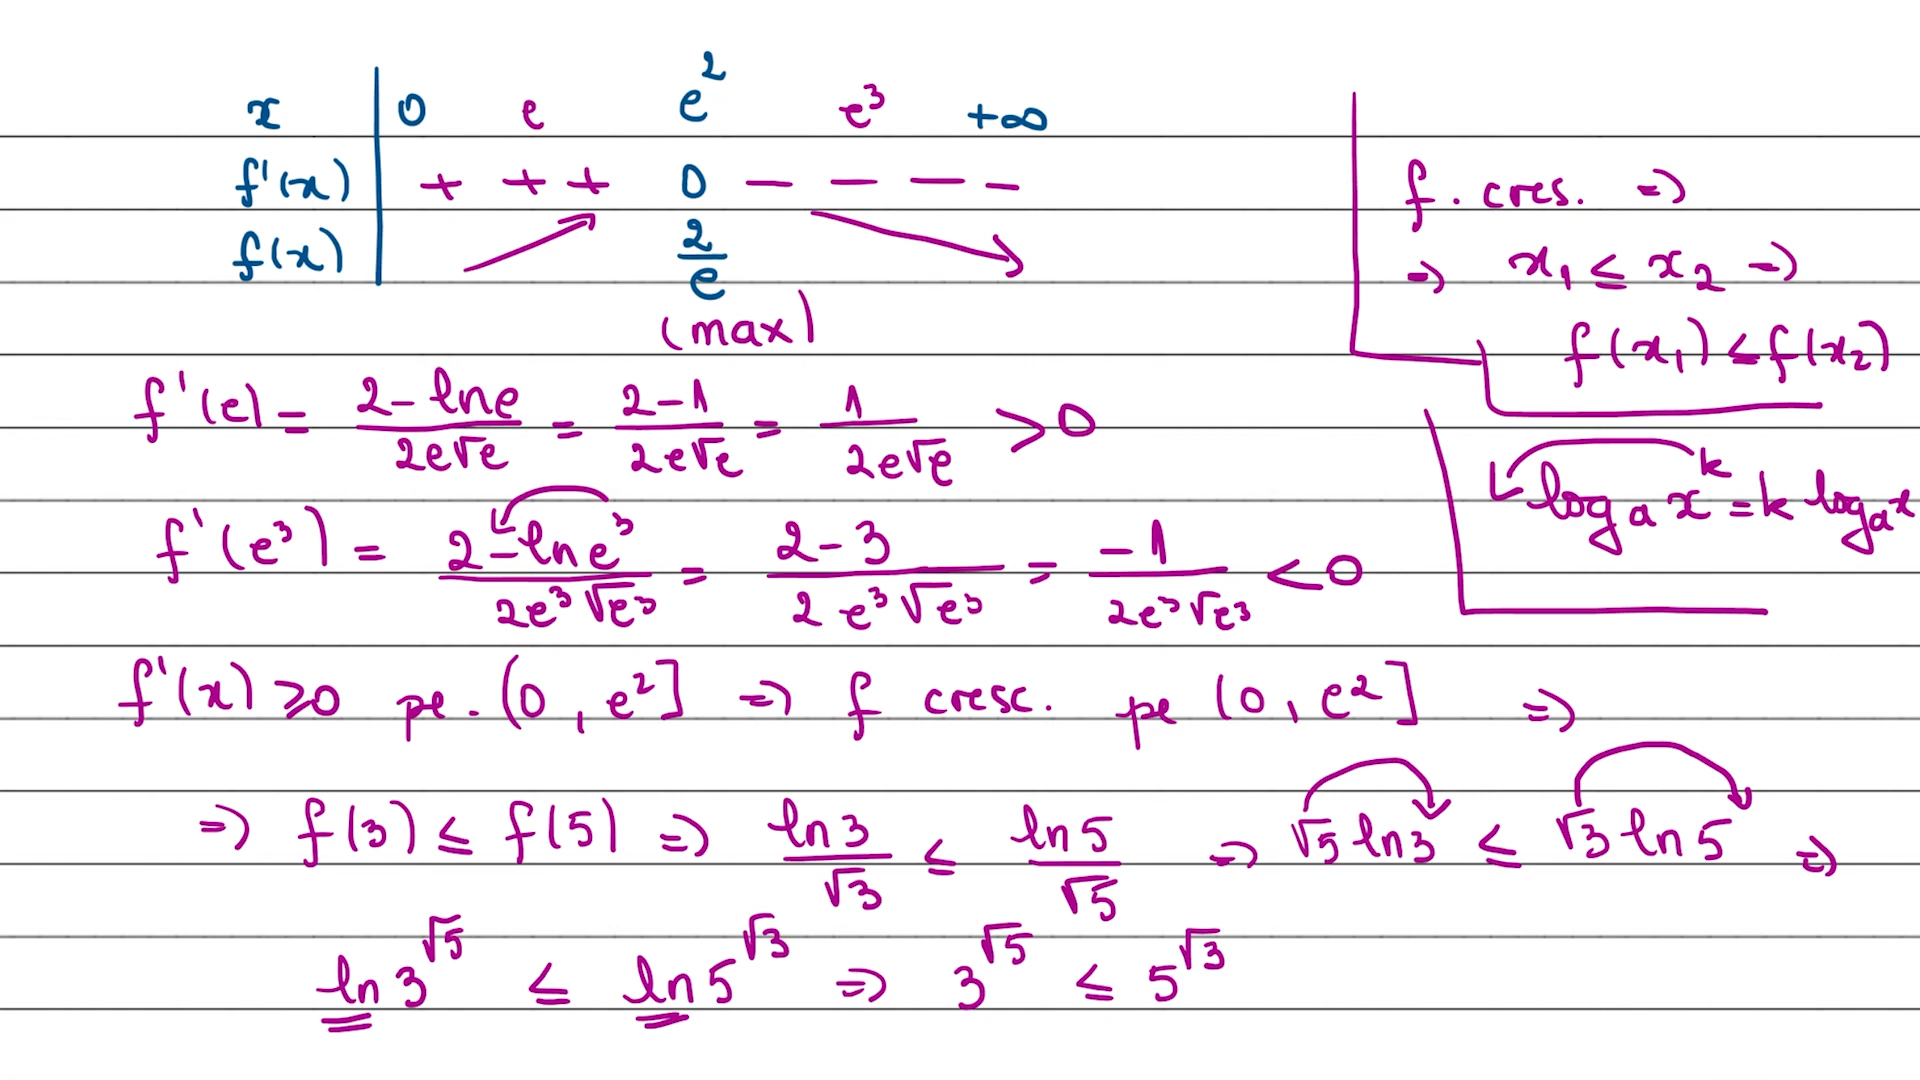 x | 0 e e² e³ +∞
f'(x) | + + + 0 − − − −
f(x) | ↗ 2/e ↘
(max)
f. cres. =>
=> x₁ ≤ x₂ =>
f(x₁) ≤ f(x₂)
f'(e) = (2 − ln e)/(2e√e) = (2 − 1)/(2e√e) = 1/(2e√e) > 0
logₐ xᵏ = k logₐ x
f'(e³) = (2 − ln e³)/(2e³√e³) = (2 − 3)/(2e³√e³) = −1/(2e³√e³) < 0
f'(x) ≥ 0 pe. (0, e²] => f cresc. pe (0, e²] =>
=> f(3) ≤ f(5) => ln3/√3 ≤ ln5/√5 => √5 ln3 ≤ √3 ln5 =>
ln 3^√5 ≤ ln 5^√3 => 3^√5 ≤ 5^√3